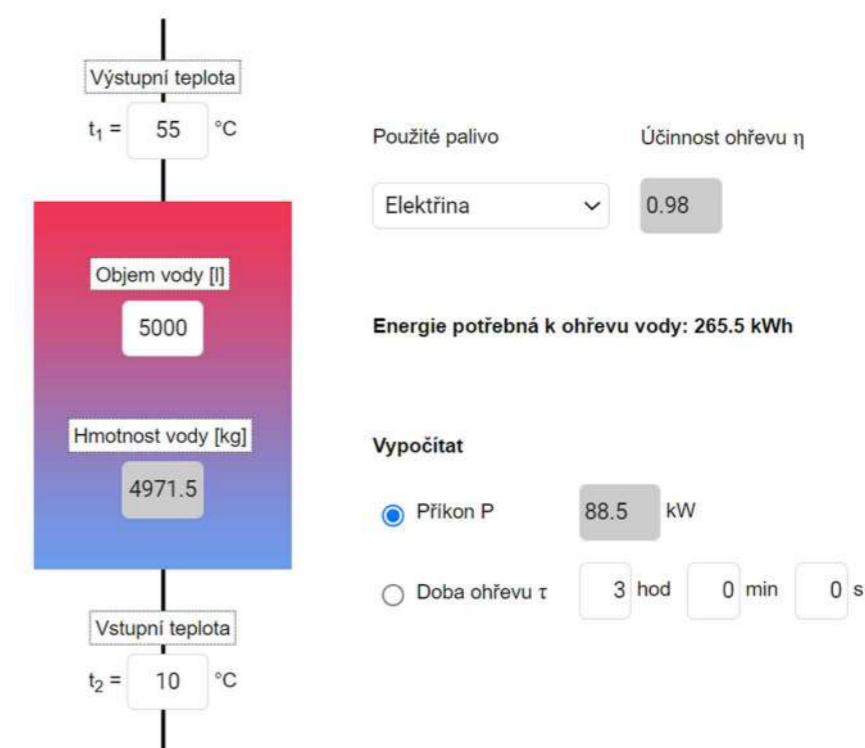 Výstupní teplota
t₁ = 55 °C
Objem vody [l]
5000
Hmotnost vody [kg]
4971.5
Vstupní teplota
t₂ = 10 °C
Použité palivo Účinnost ohřevu η
Elektřina 0.98
Energie potřebná k ohřevu vody: 265.5 kWh
Vypočítat
Příkon P 88.5 kW
Doba ohřevu τ 3 hod 0 min 0 s